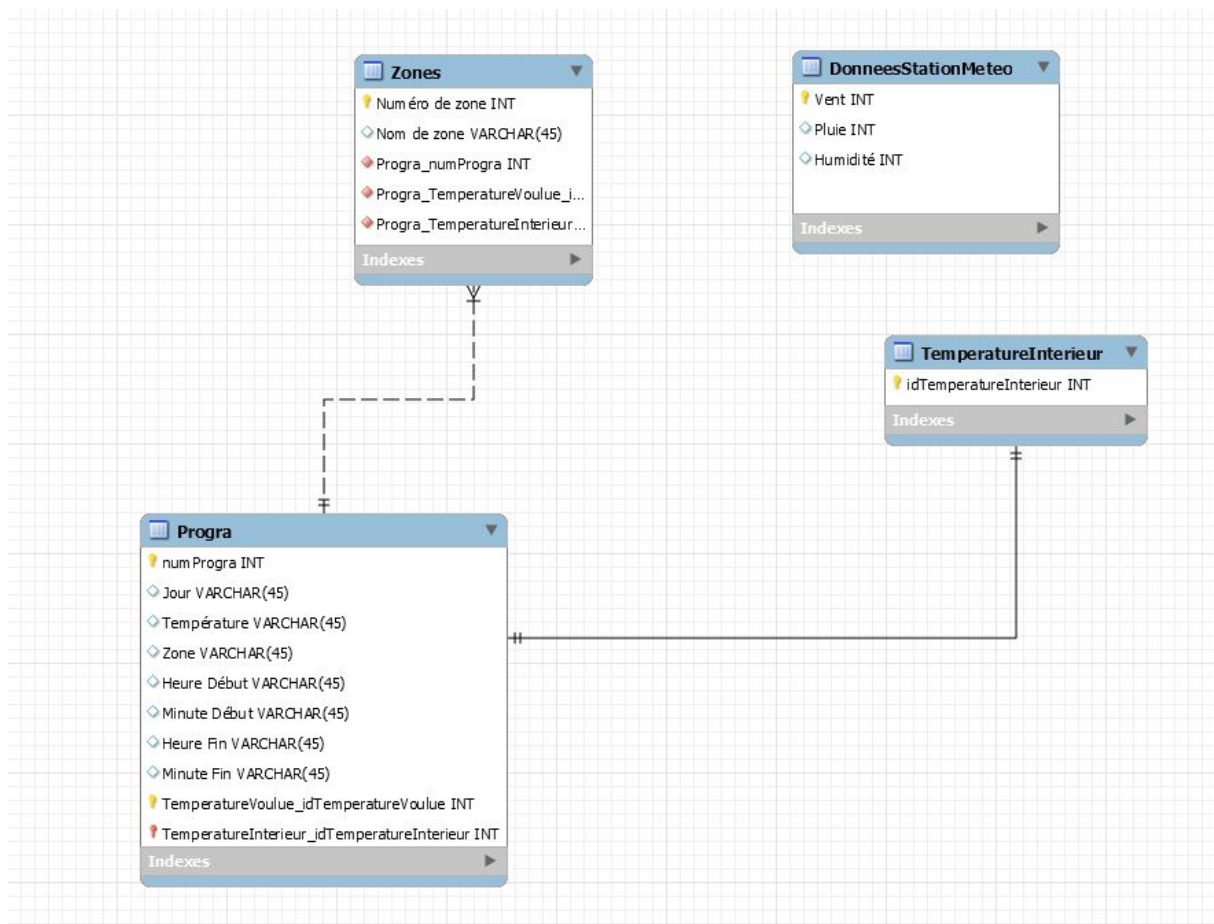 Zones
Numéro de zone INT
Nom de zone VARCHAR(45)
Progra_numProgra INT
Progra_TemperatureVoulue_i...
Progra_TemperatureInterieur...
Indexes
DonneesStationMeteo
Vent INT
Pluie INT
Humidité INT
Indexes
TemperatureInterieur
idTemperatureInterieur INT
Indexes
Progra
numProgra INT
Jour VARCHAR(45)
Température VARCHAR(45)
Zone VARCHAR(45)
Heure Début VARCHAR(45)
Minute Début VARCHAR(45)
Heure Fin VARCHAR(45)
Minute Fin VARCHAR(45)
TemperatureVoulue_idTemperatureVoulue INT
TemperatureInterieur_idTemperatureInterieur INT
Indexes